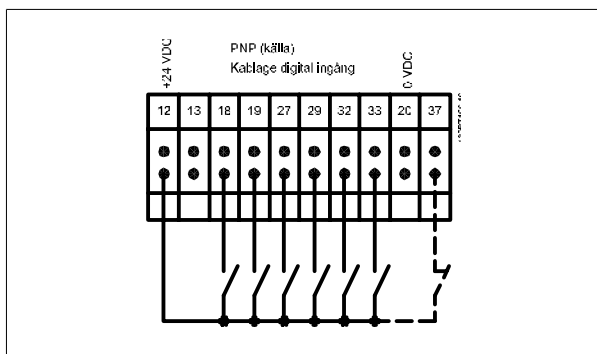 +24 VDC
PNP (källa)
Kablage digital ingång
0 VDC
12 13 18 19 27 29 32 33 20 37